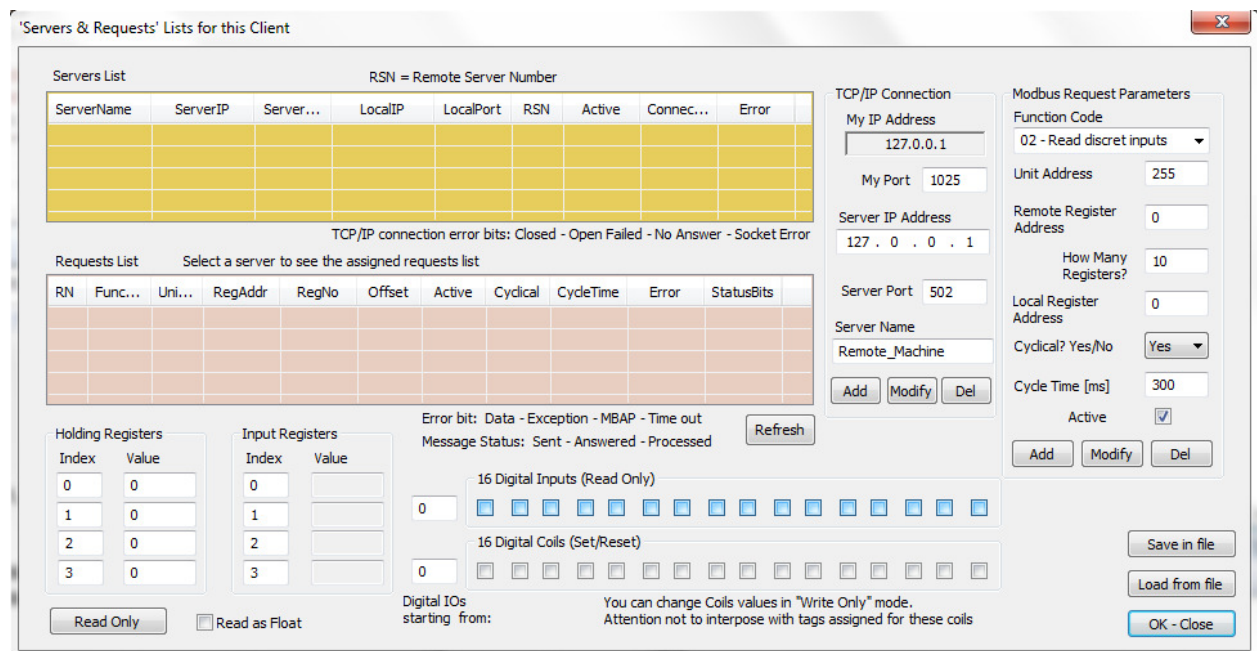 'Servers & Requests' Lists for this Client
Servers List
RSN = Remote Server Number
ServerName ServerIP Server... LocalIP LocalPort RSN Active Connec... Error
TCP/IP connection error bits: Closed - Open Failed - No Answer - Socket Error
Requests List Select a server to see the assigned requests list
RN Func... Uni... RegAddr RegNo Offset Active Cyclical CycleTime Error StatusBits
Error bit: Data - Exception - MBAP - Time out
Message Status: Sent - Answered - Processed
Refresh
TCP/IP Connection
My IP Address
127.0.0.1
My Port 1025
Server IP Address
127 . 0 . 0 . 1
Server Port 502
Server Name
Remote_Machine
Add Modify Del
Modbus Request Parameters
Function Code
02 - Read discret inputs
Unit Address 255
Remote Register
Address
0
How Many
Registers?
10
Local Register
Address
0
Cyclical? Yes/No Yes
Cycle Time [ms] 300
Active
Add Modify Del
Holding Registers
Index Value
0 0
1 0
2 0
3 0
Input Registers
Index Value
0
1
2
3
16 Digital Inputs (Read Only)
0
16 Digital Coils (Set/Reset)
0
Digital IOs
starting from:
You can change Coils values in "Write Only" mode.
Attention not to interpose with tags assigned for these coils
Read Only
Read as Float
Save in file
Load from file
OK - Close